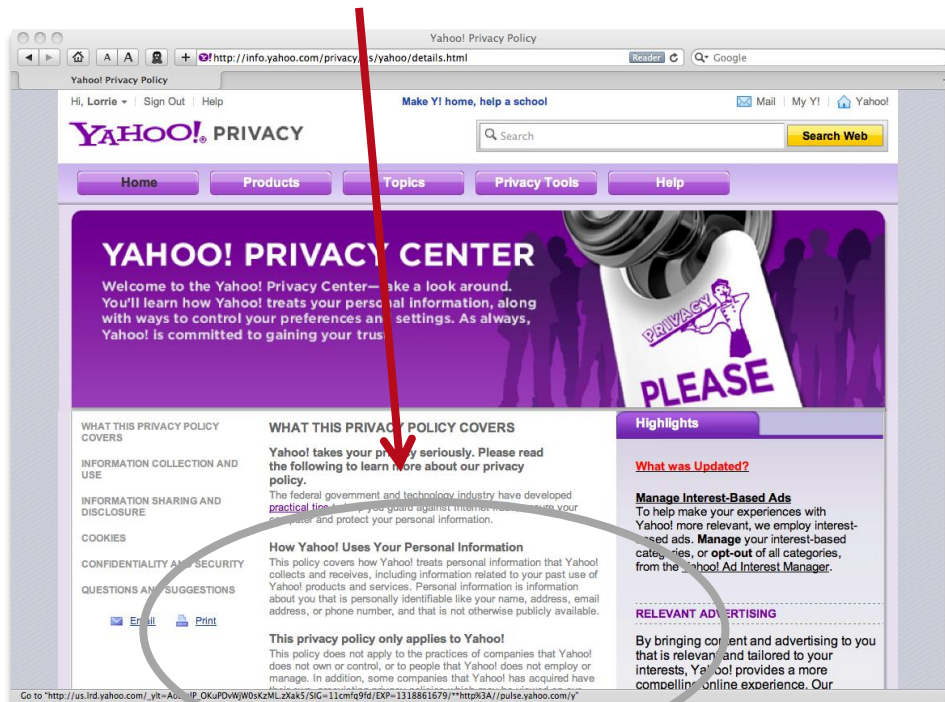 Yahoo! Privacy Policy
A A + http://info.yahoo.com/privacy/us/yahoo/details.html Reader Google
Yahoo! Privacy Policy
Hi, Lorrie Sign Out Help Make Y! home, help a school Mail My Y! Yahoo!
YAHOO! PRIVACY Search Search Web
Home Products Topics Privacy Tools Help
YAHOO! PRIVACY CENTER
Welcome to the Yahoo! Privacy Center—take a look around.
You'll learn how Yahoo! treats your personal information, along
with ways to control your preferences and settings. As always,
Yahoo! is committed to gaining your trust.
PRIVACY
PLEASE
WHAT THIS PRIVACY POLICY
COVERS
INFORMATION COLLECTION AND
USE
INFORMATION SHARING AND
DISCLOSURE
COOKIES
CONFIDENTIALITY AND SECURITY
QUESTIONS AND SUGGESTIONS
Email Print
WHAT THIS PRIVACY POLICY COVERS
Yahoo! takes your privacy seriously. Please read
the following to learn more about our privacy
policy.
The federal government and technology industry have developed
practical tips to help you guard against Internet fraud, secure your
computer and protect your personal information.
How Yahoo! Uses Your Personal Information
This policy covers how Yahoo! treats personal information that Yahoo!
collects and receives, including information related to your past use of
Yahoo! products and services. Personal information is information
about you that is personally identifiable like your name, address, email
address, or phone number, and that is not otherwise publicly available.
This privacy policy only applies to Yahoo!
This policy does not apply to the practices of companies that Yahoo!
does not own or control, or to people that Yahoo! does not employ or
manage. In addition, some companies that Yahoo! has acquired have
Highlights
What was Updated?
Manage Interest-Based Ads
To help make your experiences with
Yahoo! more relevant, we employ interest-
based ads. Manage your interest-based
categories, or opt-out of all categories,
from the Yahoo! Ad Interest Manager.
RELEVANT ADVERTISING
By bringing content and advertising to you
that is relevant and tailored to your
interests, Yahoo! provides a more
compelling online experience. Our